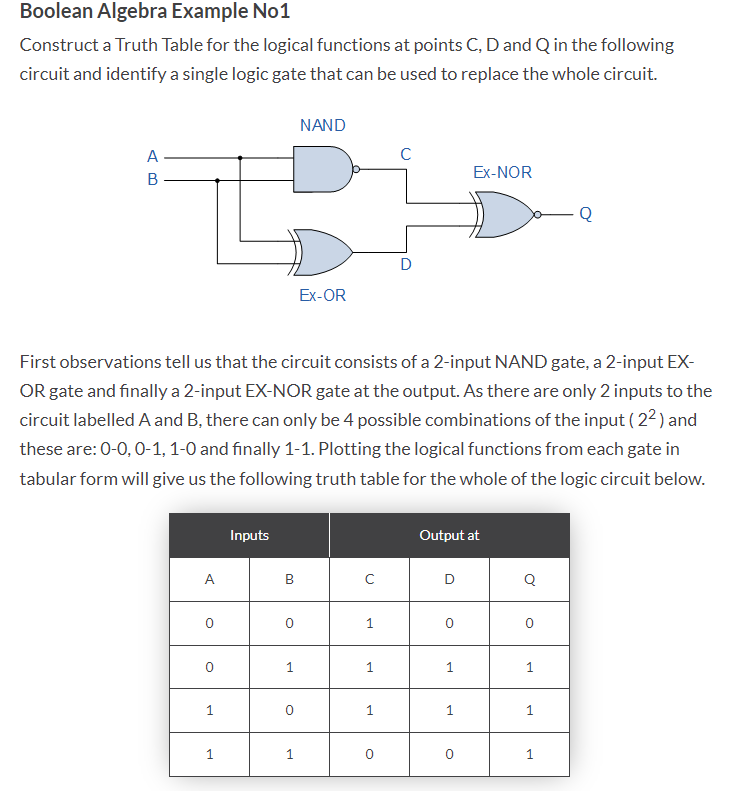 Boolean Algebra Example No1
Construct a Truth Table for the logical functions at points C, D and Q in the following
circuit and identify a single logic gate that can be used to replace the whole circuit.
NAND
A
B
C
Ex-NOR
Q
D
Ex-OR
First observations tell us that the circuit consists of a 2-input NAND gate, a 2-input EX-
OR gate and finally a 2-input EX-NOR gate at the output. As there are only 2 inputs to the
circuit labelled A and B, there can only be 4 possible combinations of the input ( 2² ) and
these are: 0-0, 0-1, 1-0 and finally 1-1. Plotting the logical functions from each gate in
tabular form will give us the following truth table for the whole of the logic circuit below.
Inputs Output at
A B C D Q
0 0 1 0 0
0 1 1 1 1
1 0 1 1 1
1 1 0 0 1